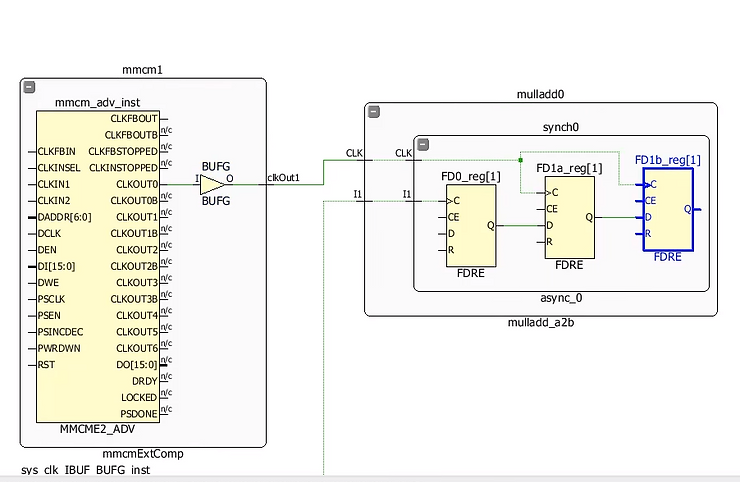 mmcm1
mmcm_adv_inst
CLKFBOUT
CLKFBOUTB n/c
CLKFBIN CLKFBSTOPPED n/c
CLKINSEL CLKINSTOPPED n/c
CLKIN1 CLKOUT0
CLKIN2 CLKOUT0B n/c
DADDR[6:0] CLKOUT1 n/c
DCLK CLKOUT1B n/c
DEN CLKOUT2 n/c
DI[15:0] CLKOUT2B n/c
DWE CLKOUT3 n/c
PSCLK CLKOUT3B n/c
PSEN CLKOUT4 n/c
PSINCDEC CLKOUT5 n/c
PWRDWN CLKOUT6 n/c
RST DO[15:0] n/c
DRDY n/c
LOCKED n/c
PSDONE n/c
MMCME2_ADV
BUFG
I O
BUFG
clkOut1
mmcmExtComp
sys_clk_IBUF_BUFG_inst
mulladd0
synch0
CLK CLK
I1 I1
FD0_reg[1]
C
CE
D Q
R
FDRE
FD1a_reg[1]
C
CE
D Q
R
FDRE
FD1b_reg[1]
C
CE
D Q
R
FDRE
async_0
mulladd_a2b